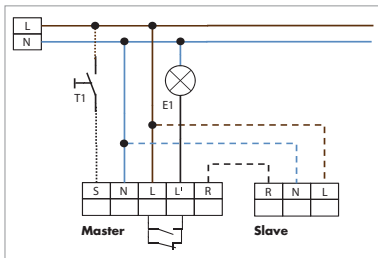 L
N
T1
E1
S N L L' R
R N L
Master
Slave